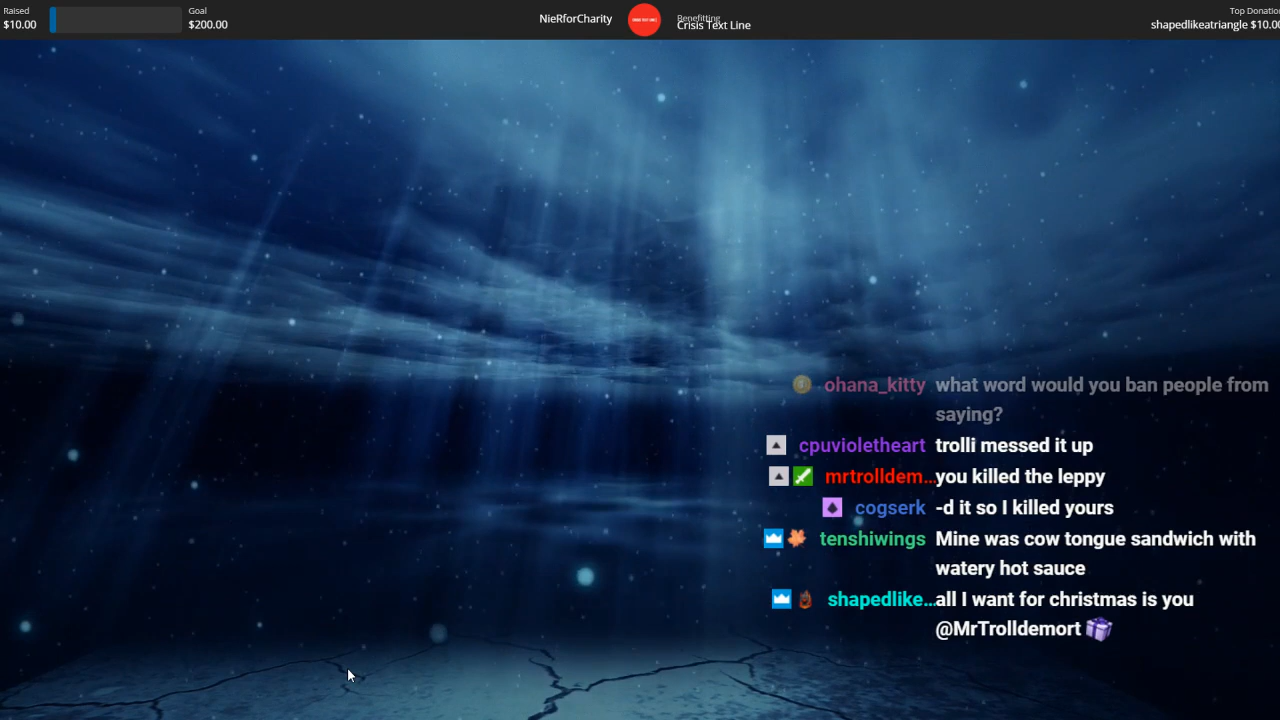 Raised
$10.00
Goal
$200.00
NieRforCharity
Benefitting
Crisis Text Line
Top Donation
shapedlikeatriangle $10.00
ohana_kitty what word would you ban people from
saying?
cpuvioletheart trolli messed it up
mrtrolldem... you killed the leppy
cogserk -d it so I killed yours
tenshiwings Mine was cow tongue sandwich with
watery hot sauce
shapedlike... all I want for christmas is you
@MrTrolldemort